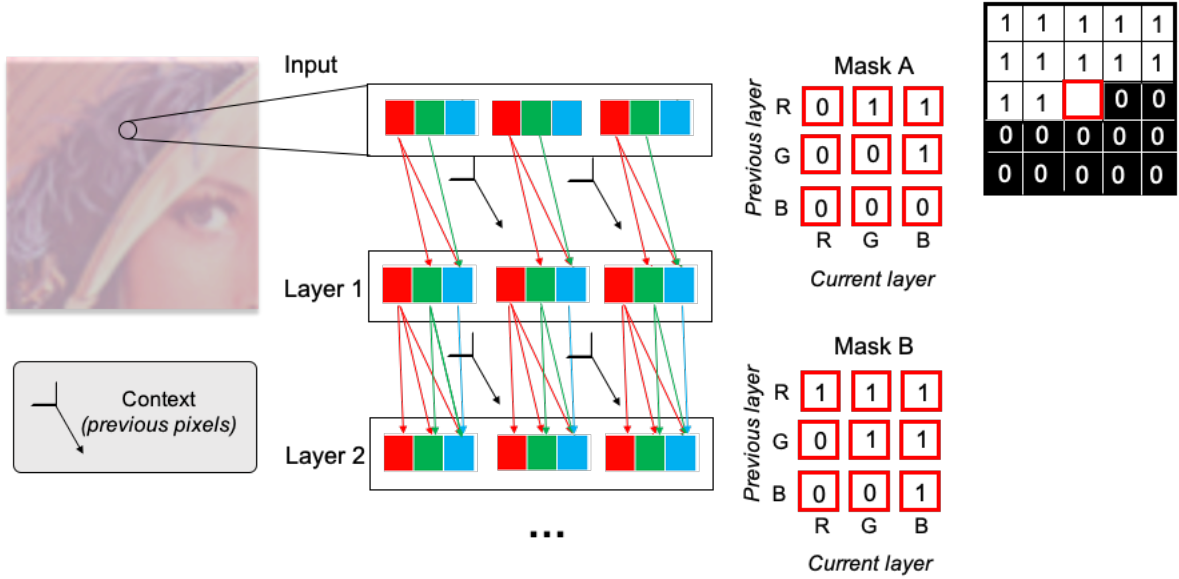 Input
Layer 1
Layer 2
...
Context
(previous pixels)
Mask A
Previous layer
R 0 1 1
G 0 0 1
B 0 0 0
R G B
Current layer
Mask B
Previous layer
R 1 1 1
G 0 1 1
B 0 0 1
R G B
Current layer
1 1 1 1 1
1 1 1 1 1
1 1 0 0
0 0 0 0 0
0 0 0 0 0